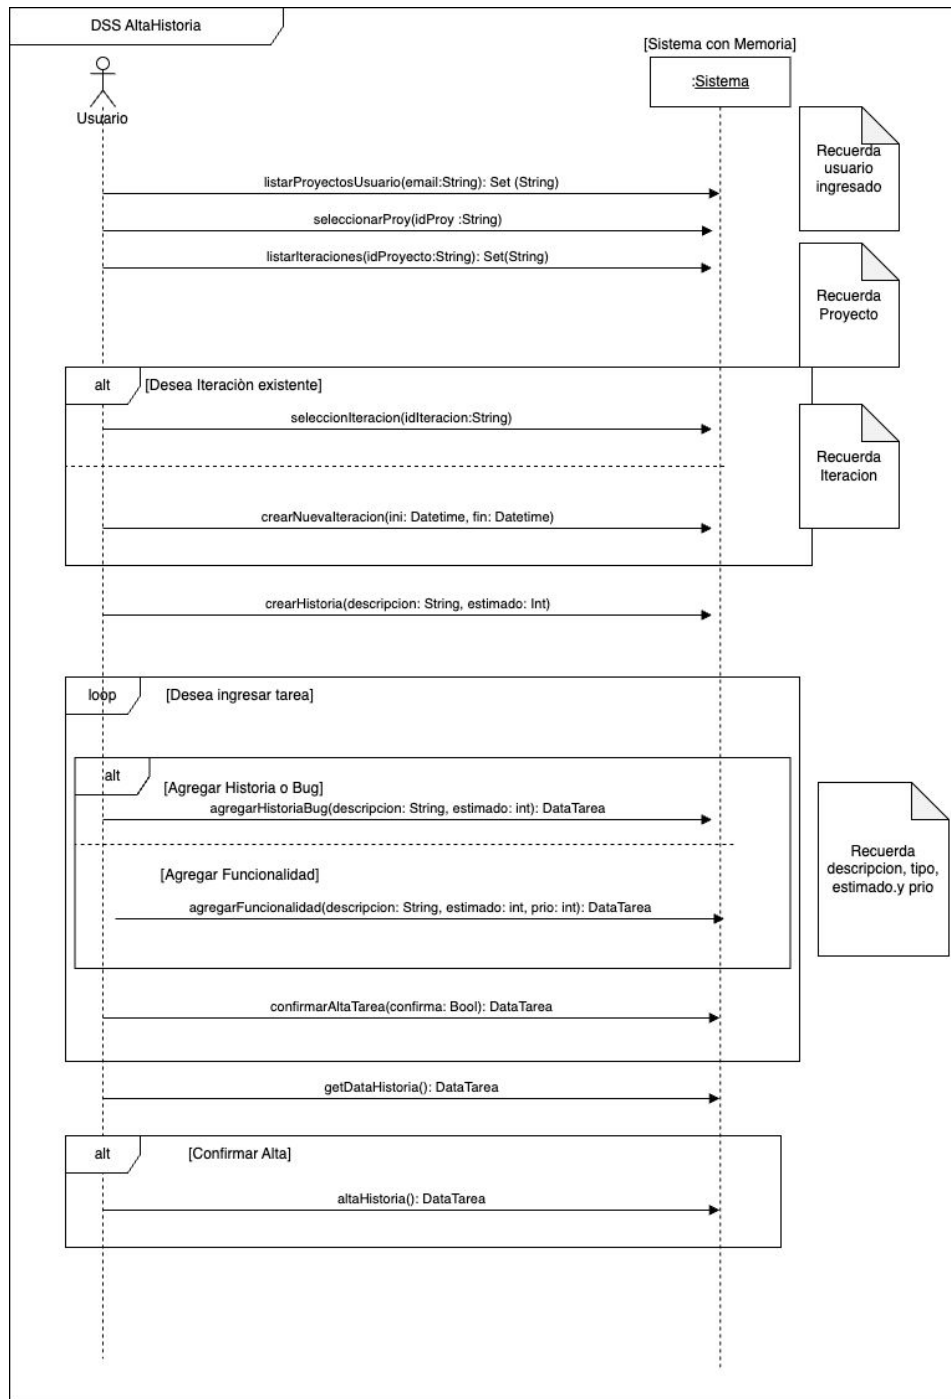 DSS AltaHistoria
[Sistema con Memoria]
:Sistema
Usuario
Recuerda
usuario
ingresado
listarProyectosUsuario(email:String): Set (String)
seleccionarProy(idProy :String)
listarIteraciones(idProyecto:String): Set(String)
Recuerda
Proyecto
alt
[Desea Iteraciòn existente]
seleccionIteracion(idIteracion:String)
Recuerda
Iteracion
crearNuevaIteracion(ini: Datetime, fin: Datetime)
crearHistoria(descripcion: String, estimado: Int)
loop
[Desea ingresar tarea]
alt
[Agregar Historia o Bug]
agregarHistoriaBug(descripcion: String, estimado: int): DataTarea
[Agregar Funcionalidad]
agregarFuncionalidad(descripcion: String, estimado: int, prio: int): DataTarea
Recuerda
descripcion, tipo,
estimado.y prio
confirmarAltaTarea(confirma: Bool): DataTarea
getDataHistoria(): DataTarea
alt
[Confirmar Alta]
altaHistoria(): DataTarea